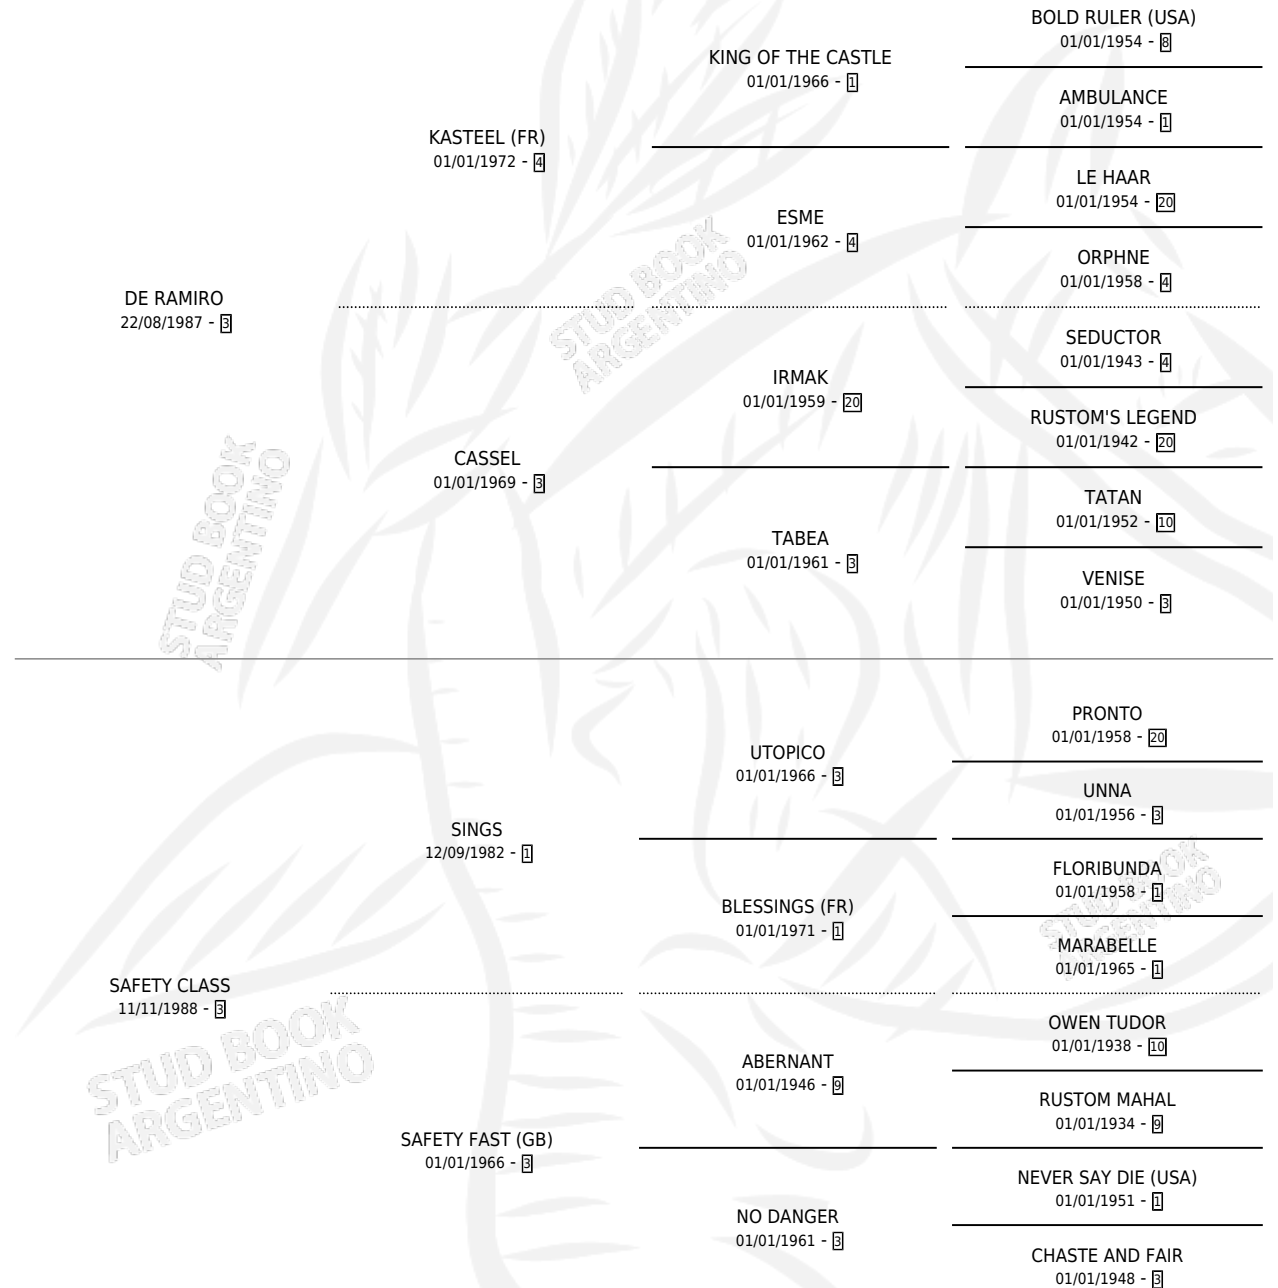 BOLD RULER (USA)
01/01/1954 - 8
KING OF THE CASTLE
01/01/1966 - 1
AMBULANCE
01/01/1954 - 1
KASTEEL (FR)
01/01/1972 - 4
LE HAAR
01/01/1954 - 20
ESME
01/01/1962 - 4
ORPHNE
01/01/1958 - 4
DE RAMIRO
22/08/1987 - 3
SEDUCTOR
01/01/1943 - 4
IRMAK
01/01/1959 - 20
RUSTOM'S LEGEND
01/01/1942 - 20
CASSEL
01/01/1969 - 3
TATAN
01/01/1952 - 10
TABEA
01/01/1961 - 3
VENISE
01/01/1950 - 3
PRONTO
01/01/1958 - 20
UTOPICO
01/01/1966 - 3
UNNA
01/01/1956 - 3
SINGS
12/09/1982 - 1
FLORIBUNDA
01/01/1958 - 1
BLESSINGS (FR)
01/01/1971 - 1
MARABELLE
01/01/1965 - 1
SAFETY CLASS
11/11/1988 - 3
OWEN TUDOR
01/01/1938 - 10
ABERNANT
01/01/1946 - 9
RUSTOM MAHAL
01/01/1934 - 9
SAFETY FAST (GB)
01/01/1966 - 3
NEVER SAY DIE (USA)
01/01/1951 - 1
NO DANGER
01/01/1961 - 3
CHASTE AND FAIR
01/01/1948 - 3
STUD BOOK
ARGENTINO
STUD BOOK
ARGENTINO
STUD BOOK
ARGENTINO
STUD BOOK
ARGENTINO